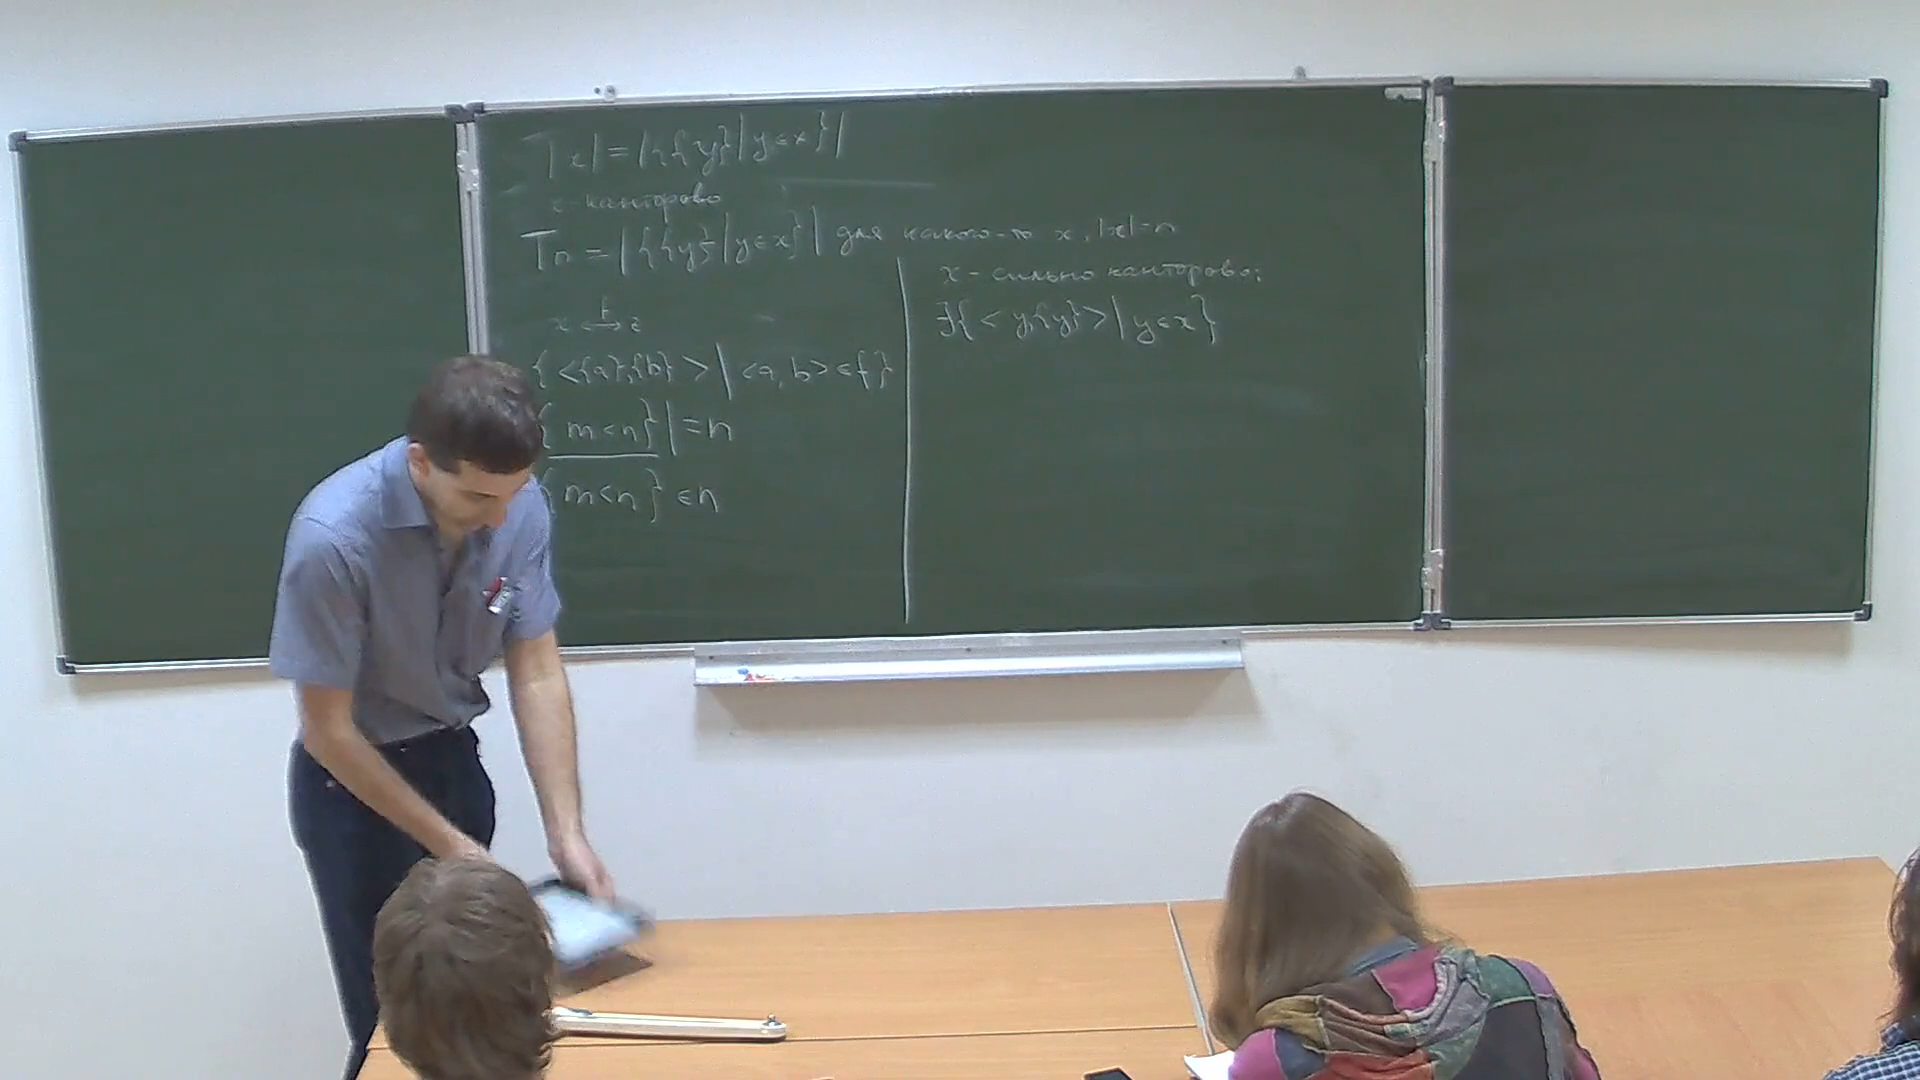 T|x| = |{{y}|y∈x}|
x-канторово
Tn = |{{y}|y∈x}| для какого-то x, |x|=n
x ⟷ z
{<{a},{b}>|<a,b>∈f}
{m<n}|=n
{m<n}∈n
x - сильно канторово:
∃{<y,{y}>|y∈x}